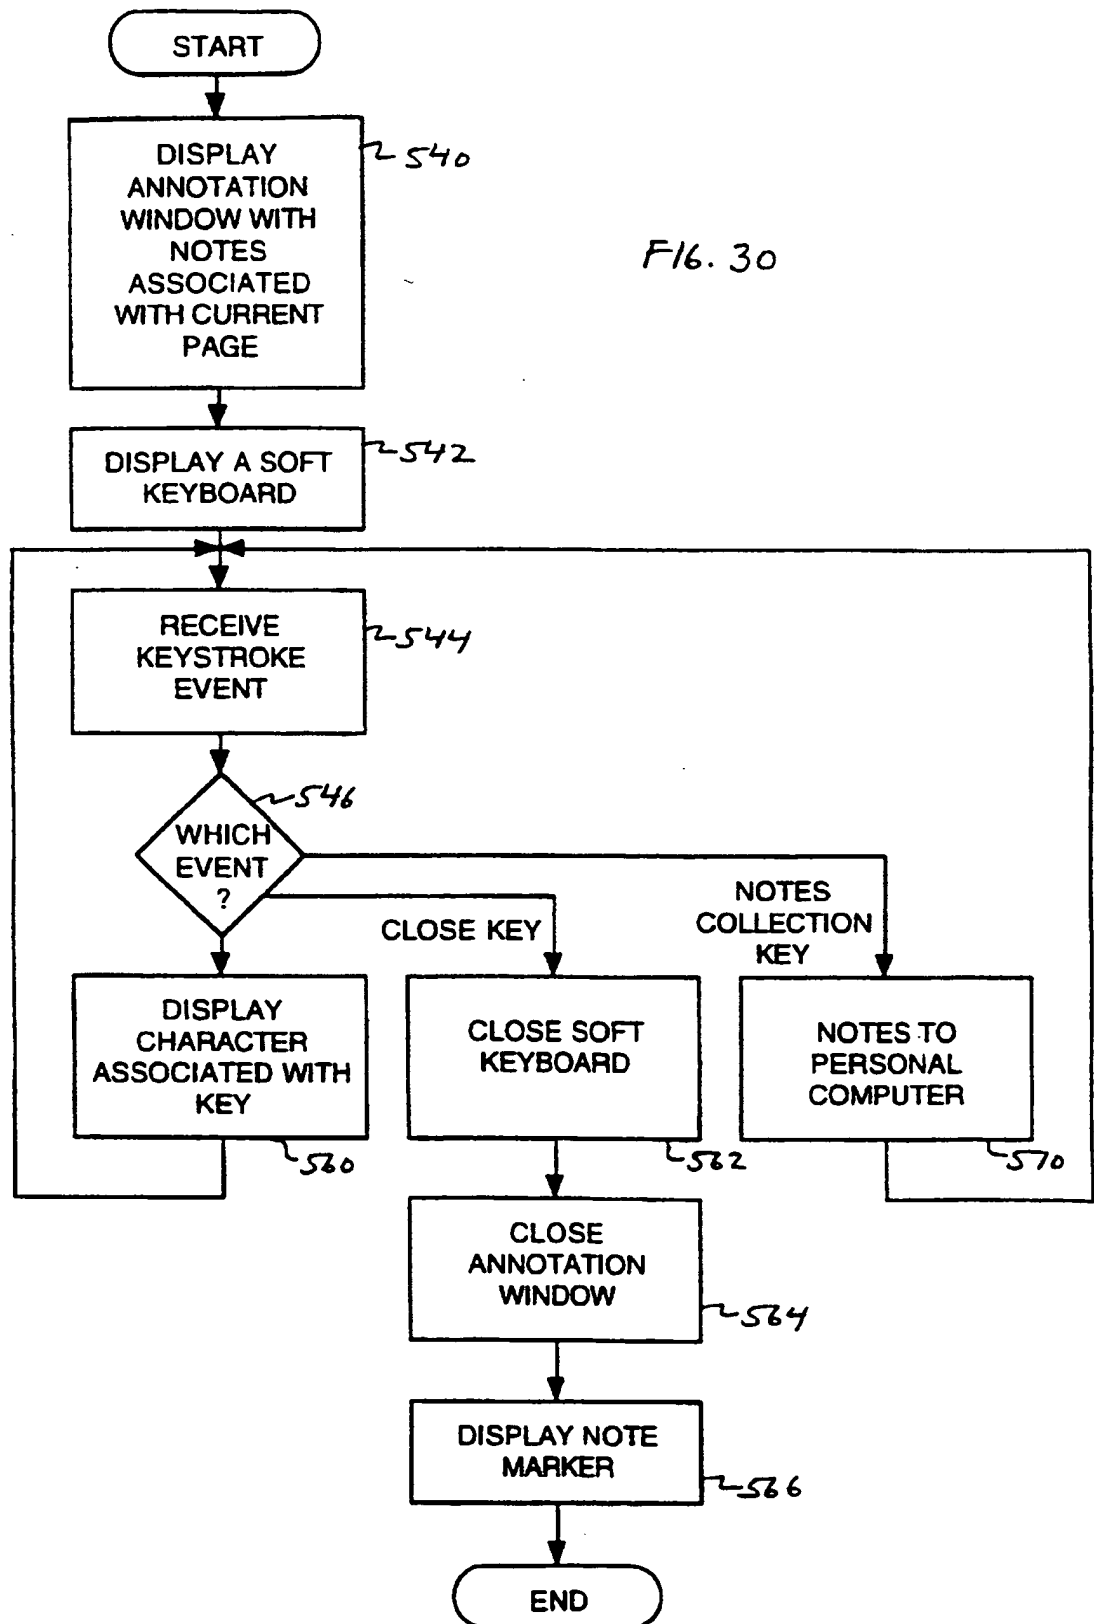 START
DISPLAY
ANNOTATION
WINDOW WITH
NOTES
ASSOCIATED
WITH CURRENT
PAGE
540
FIG. 30
DISPLAY A SOFT
KEYBOARD
542
RECEIVE
KEYSTROKE
EVENT
544
WHICH
EVENT
?
546
CLOSE KEY
NOTES
COLLECTION
KEY
DISPLAY
CHARACTER
ASSOCIATED WITH
KEY
560
CLOSE SOFT
KEYBOARD
562
NOTES TO
PERSONAL
COMPUTER
570
CLOSE
ANNOTATION
WINDOW
564
DISPLAY NOTE
MARKER
566
END